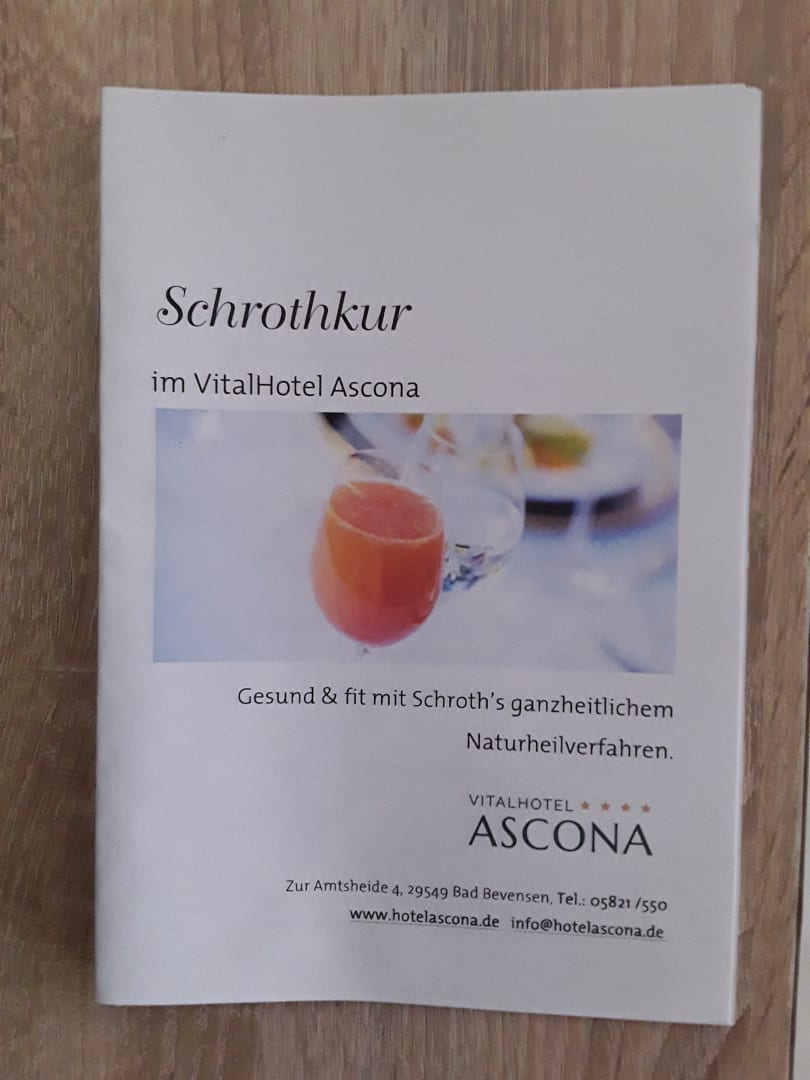 Schrothkur
im VitalHotel Ascona
Gesund & fit mit Schroth's ganzheitlichem
Naturheilverfahren.
VITALHOTEL ★ ★ ★ ★
ASCONA
Zur Amtsheide 4, 29549 Bad Bevensen, Tel.: 05821 /550
www.hotelascona.de info@hotelascona.de